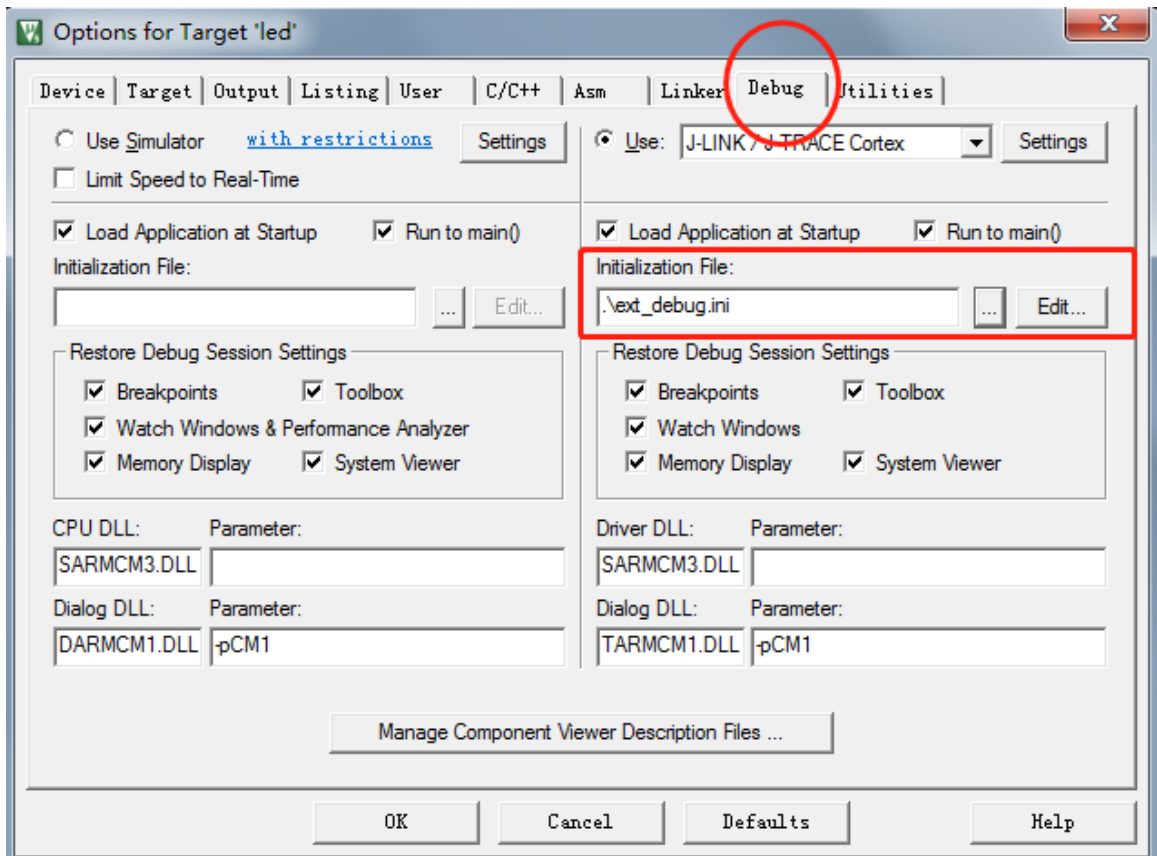 Options for Target 'led'
Device Target Output Listing User C/C++ Asm Linker Debug Utilities
Use Simulator with restrictions Settings
Limit Speed to Real-Time
Use: J-LINK / J-TRACE Cortex Settings
Load Application at Startup Run to main()
Initialization File:
... Edit...
Load Application at Startup Run to main()
Initialization File:
.\ext_debug.ini ... Edit...
Restore Debug Session Settings
Breakpoints Toolbox
Watch Windows & Performance Analyzer
Memory Display System Viewer
Restore Debug Session Settings
Breakpoints Toolbox
Watch Windows
Memory Display System Viewer
CPU DLL: Parameter:
SARMCM3.DLL
Dialog DLL: Parameter:
DARMCM1.DLL -pCM1
Driver DLL: Parameter:
SARMCM3.DLL
Dialog DLL: Parameter:
TARMCM1.DLL -pCM1
Manage Component Viewer Description Files ...
OK Cancel Defaults Help